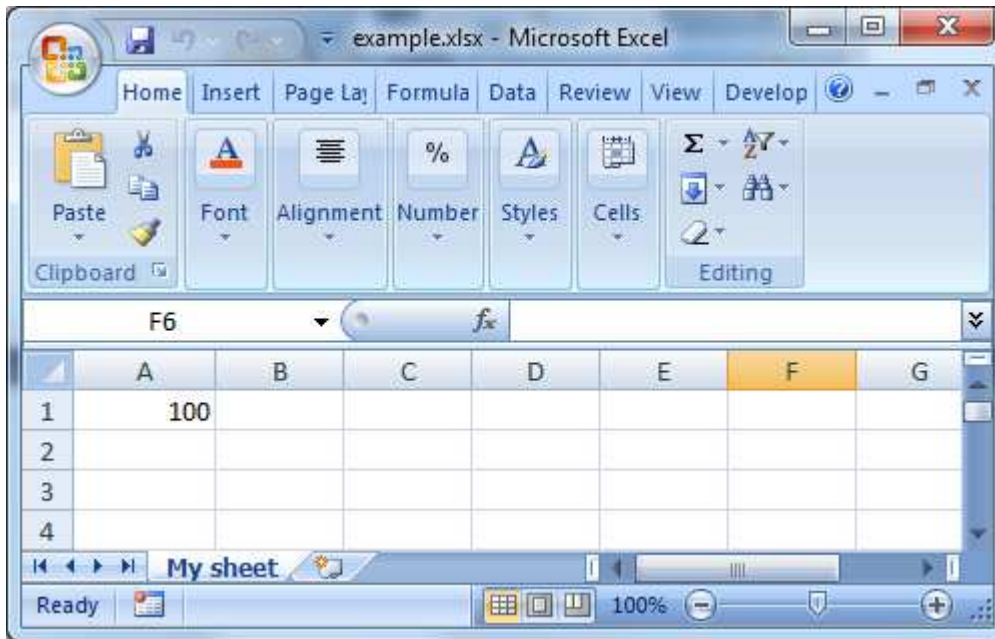 example.xlsx - Microsoft Excel
Home Insert Page Lay Formula Data Review View Develop
Paste Font Alignment Number Styles Cells Σ AZ
Clipboard Editing
F6 fx
A B C D E F G
1 100
2
3
4
My sheet
Ready 100%